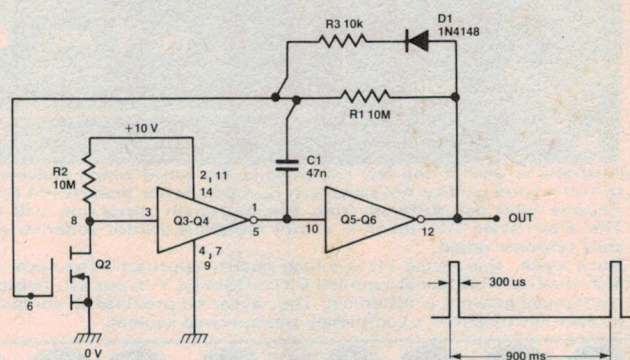 R3 10k
D1
1N4148
R1 10M
+10 V
R2
10M
2, 11
14
C1
47n
8
3
Q3-Q4
1
5
10
Q5-Q6
12
OUT
4, 7
9
Q2
6
0 V
300 us
900 ms